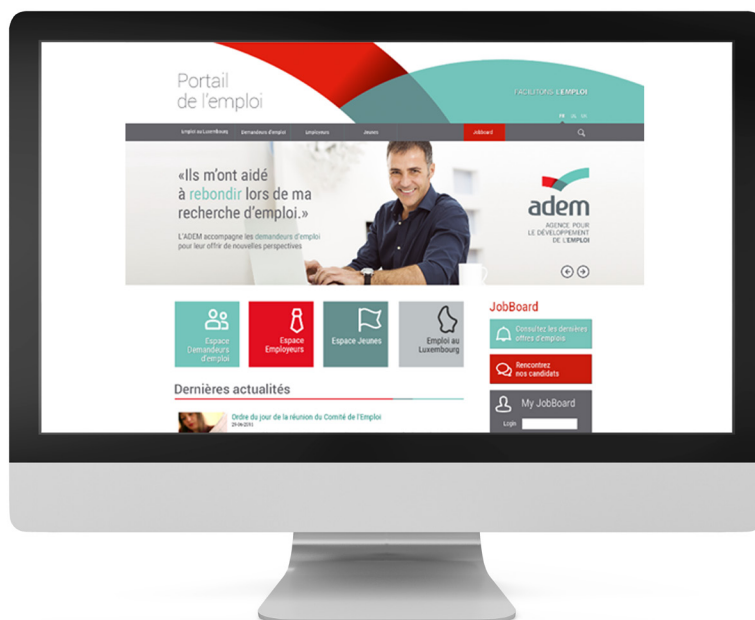 Portail
de l'emploi
FACILITONS L'EMPLOI
FR
Emploi au Luxembourg
Demandeurs d'emploi
Employeurs
Jeunes
JobBoard
«Ils m'ont aidé
à rebondir lors de ma
recherche d'emploi.»
L'ADEM accompagne les demandeurs d'emploi
pour leur offrir de nouvelles perspectives
adem
AGENCE POUR
LE DÉVELOPPEMENT
DE L'EMPLOI
Espace
Demandeurs
d'emploi
Espace
Employeurs
Espace Jeunes
Emploi au
Luxembourg
JobBoard
Consultez les dernières
offres d'emplois
Rencontrez
nos candidats
My JobBoard
Login
Dernières actualités
Ordre du jour de la réunion du Comité de l'Emploi